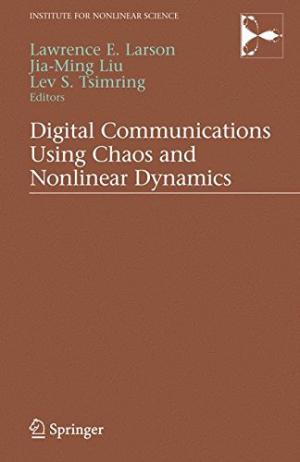 INSTITUTE FOR NONLINEAR SCIENCE
Lawrence E. Larson
Jia-Ming Liu
Lev S. Tsimring
Editors
Digital Communications
Using Chaos and
Nonlinear Dynamics
Springer